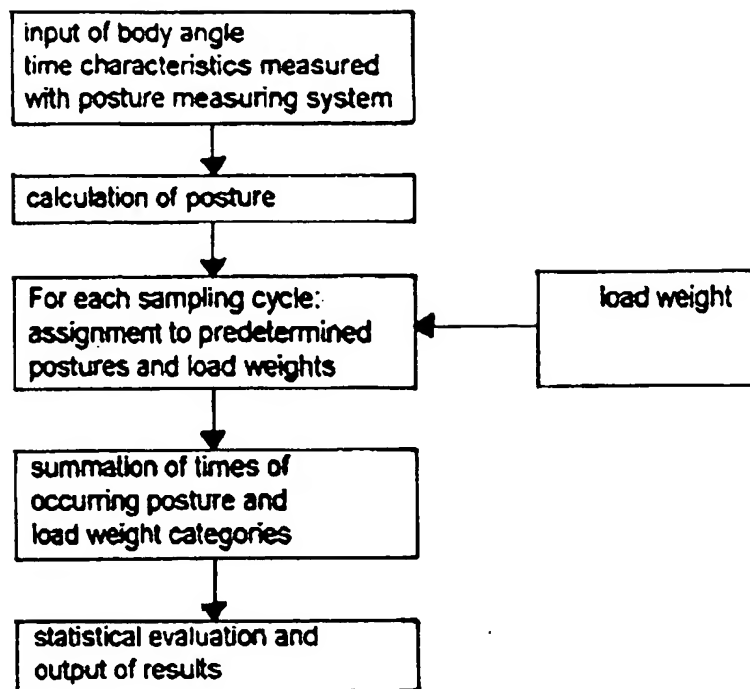 input of body angle
time characteristics measured
with posture measuring system
calculation of posture
For each sampling cycle:
assignment to predetermined
postures and load weights
load weight
summation of times of
occurring posture and
load weight categories
statistical evaluation and
output of results